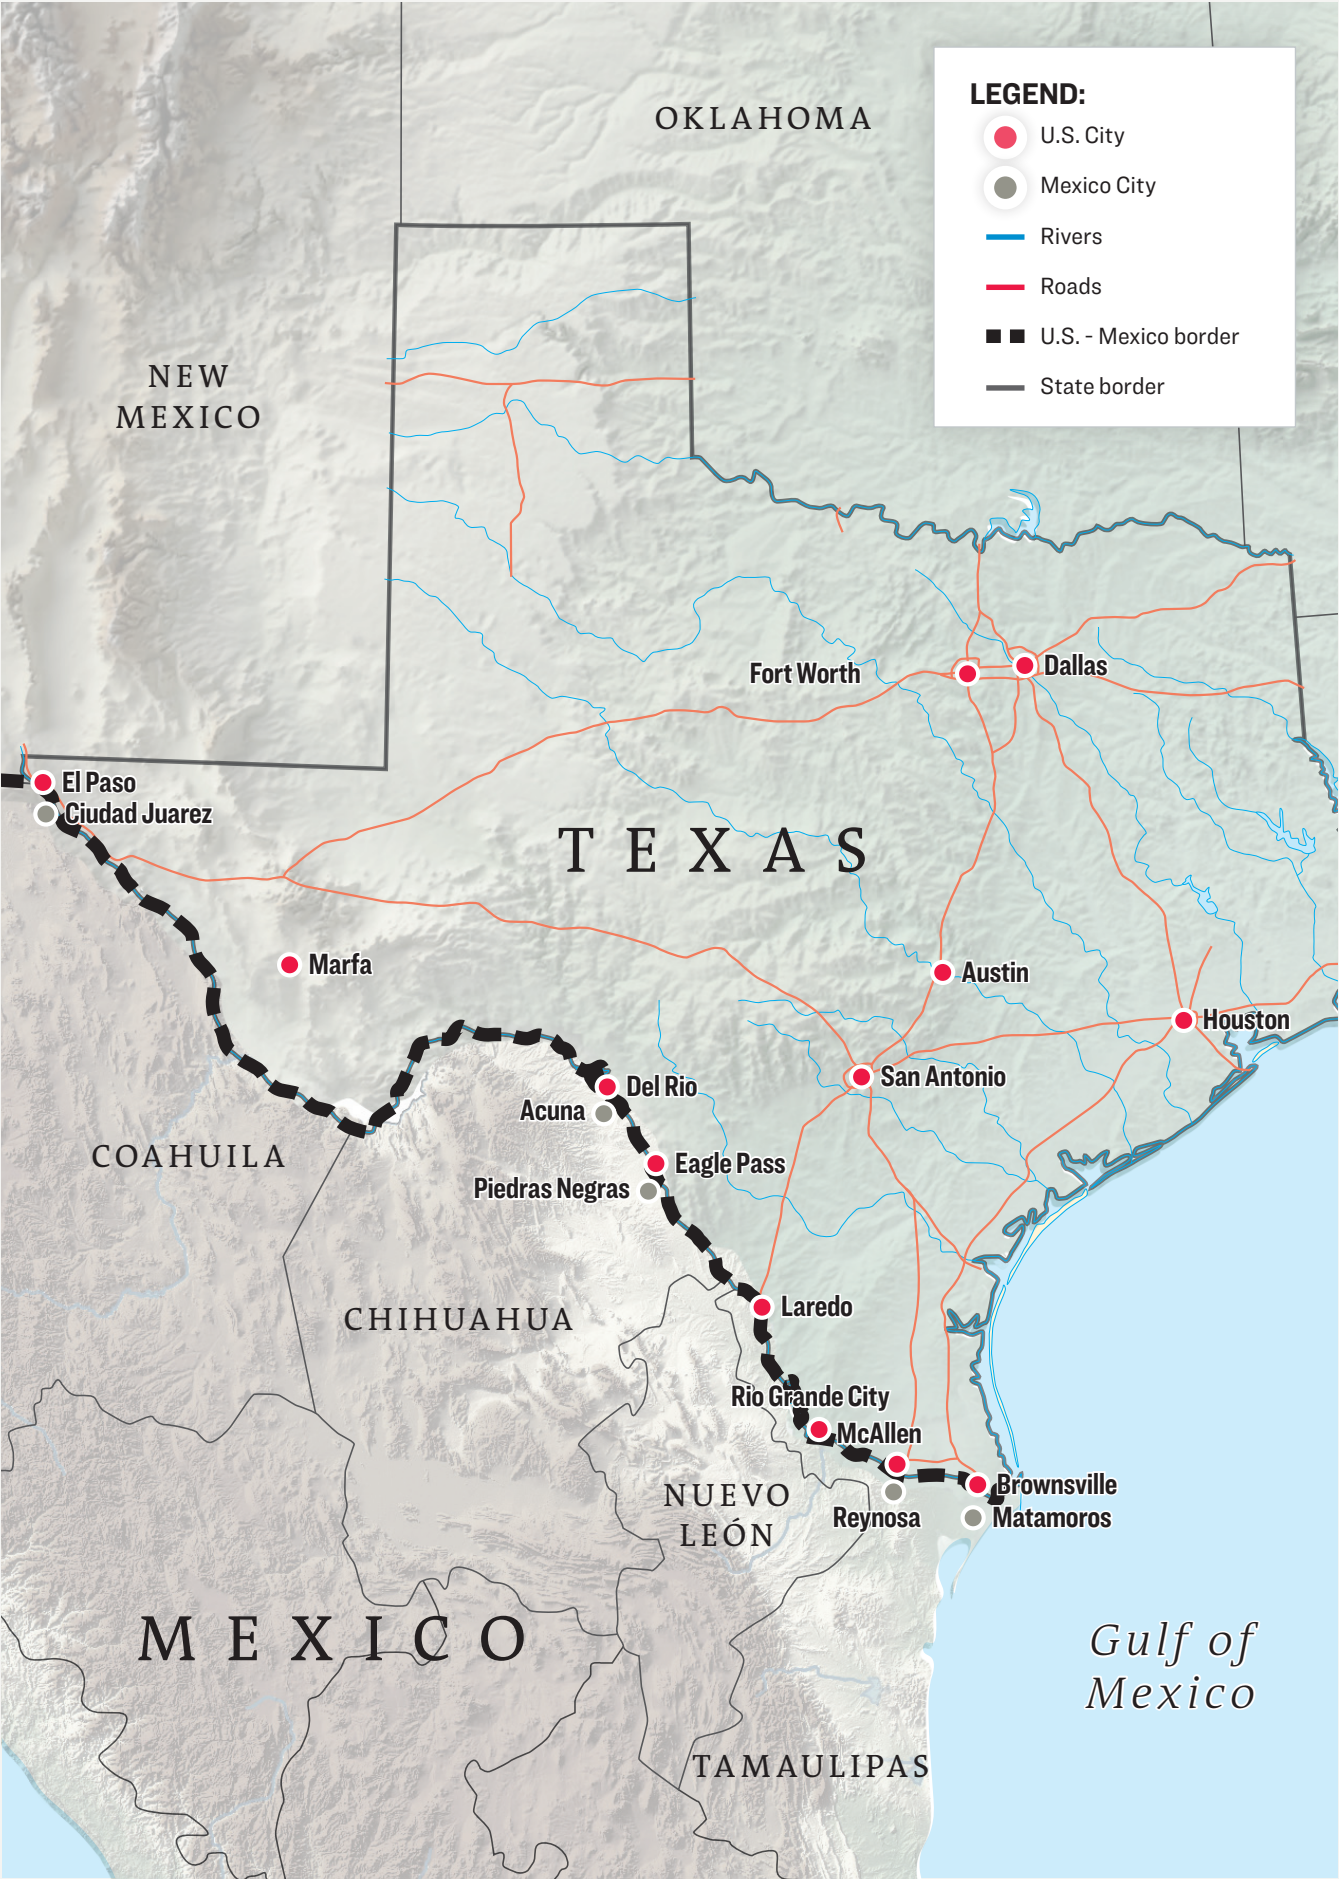 LEGEND:
U.S. City
Mexico City
Rivers
Roads
U.S. - Mexico border
State border
OKLAHOMA
NEW
MEXICO
Fort Worth
Dallas
El Paso
Ciudad Juarez
TEXAS
Marfa
Austin
Houston
San Antonio
Del Rio
Acuna
COAHUILA
Eagle Pass
Piedras Negras
Laredo
CHIHUAHUA
Rio Grande City
McAllen
Brownsville
NUEVO
LEÓN
Reynosa
Matamoros
MEXICO
Gulf of
Mexico
TAMAULIPAS